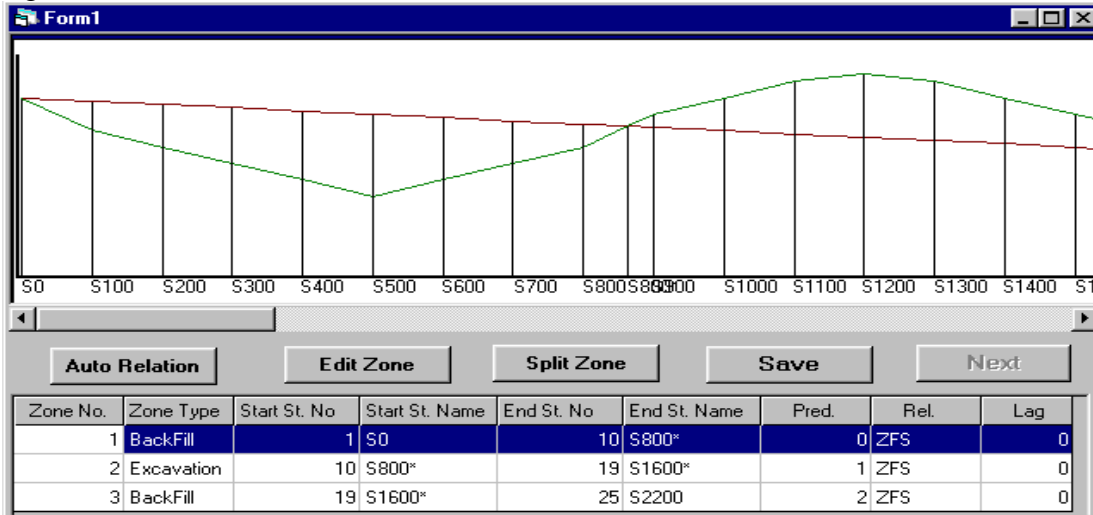 Form1
S0 S100 S200 S300 S400 S500 S600 S700 S800 S1000 S1100 S1200 S1300 S1400
Auto Relation Edit Zone Split Zone Save Next
Zone No. Zone Type Start St. No Start St. Name End St. No End St. Name Pred. Rel. Lag
1 BackFill 1 S0 10 S800* 0 ZFS 0
2 Excavation 10 S800* 19 S1600* 1 ZFS 0
3 BackFill 19 S1600* 25 S2200 2 ZFS 0